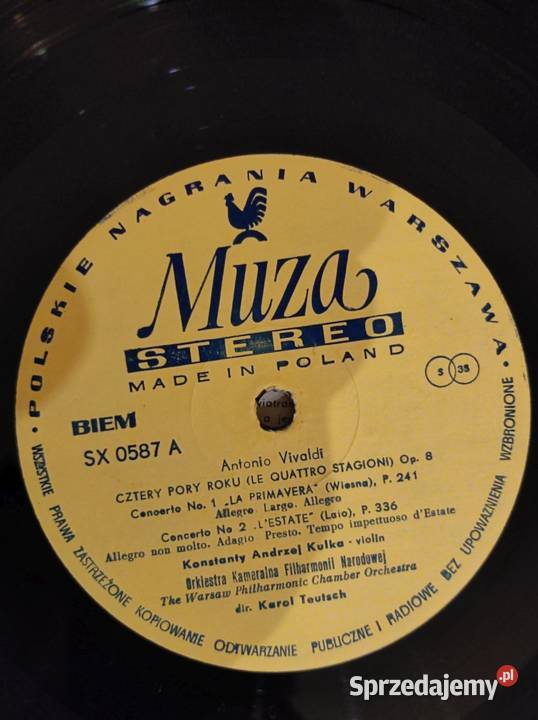 • POLSKIE NAGRANIA WARSZAWA •
Muza
STEREO
MADE IN POLAND
S 33
BIEM
SX 0587 A
Antonio Vivaldi
CZTERY PORY ROKU (LE QUATTRO STAGIONI) Op. 8
Concerto No. 1 „LA PRIMAVERA" (Wiosna), P. 241
Allegro Largo. Allegro
Concerto No 2 „L'ESTATE" (Lato), P. 336
Allegro non molto. Adagio Presto. Tempo impettuoso d'Estate
Konstanty Andrzej Kulka - violin
Orkiestra Kameralna Filharmonii Narodowej
The Warsaw Philharmonic Chamber Orchestra
dir. Karol Teutsch
WSZYSTKIE PRAWA ZASTRZEŻONE KOPIOWANIE ODTWARZANIE PUBLICZNE I RADIOWE BEZ UPOWAŻNIENIA WZBRONIONE
Sprzedajemy.pl